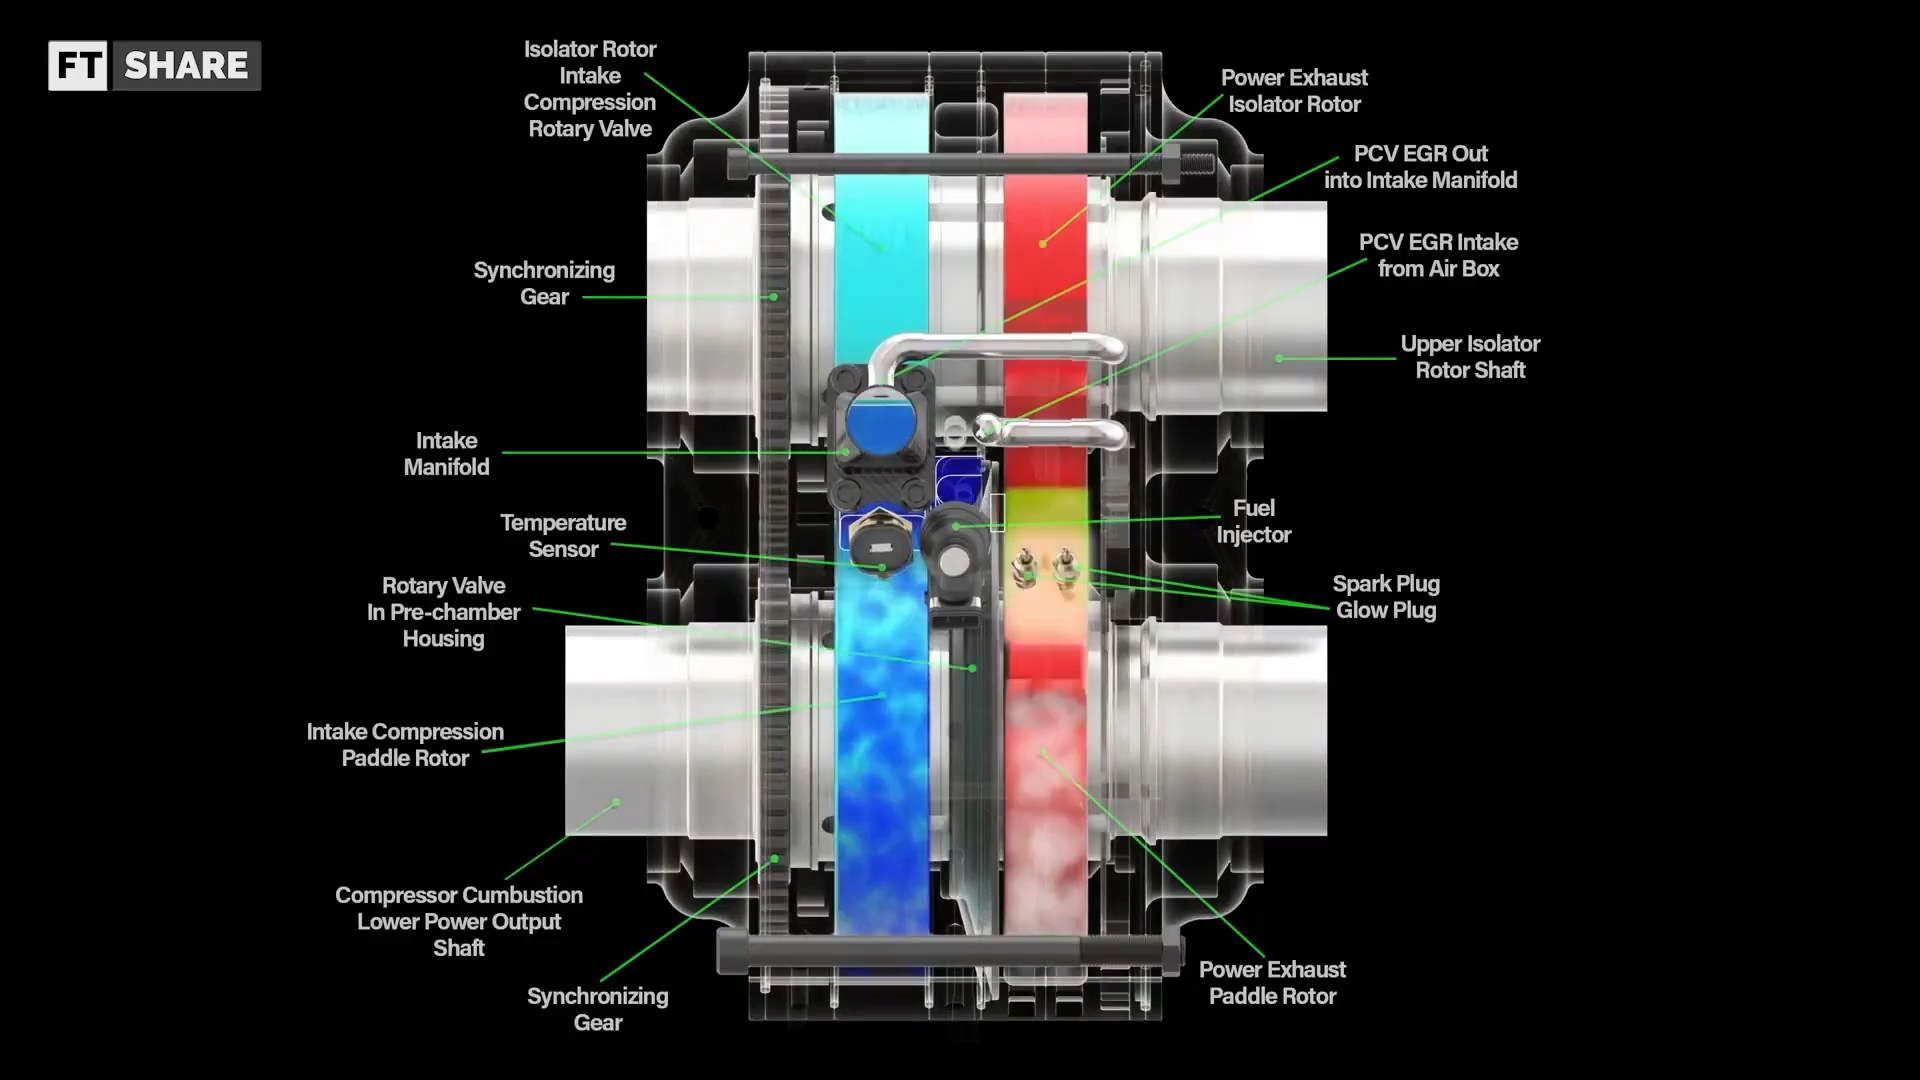 FT SHARE
Isolator Rotor
Intake
Compression
Rotary Valve
Power Exhaust
Isolator Rotor
PCV EGR Out
into Intake Manifold
PCV EGR Intake
from Air Box
Synchronizing
Gear
Upper Isolator
Rotor Shaft
Intake
Manifold
Temperature
Sensor
Fuel
Injector
Rotary Valve
In Pre-chamber
Housing
Spark Plug
Glow Plug
Intake Compression
Paddle Rotor
Compressor Cumbustion
Lower Power Output
Shaft
Synchronizing
Gear
Power Exhaust
Paddle Rotor